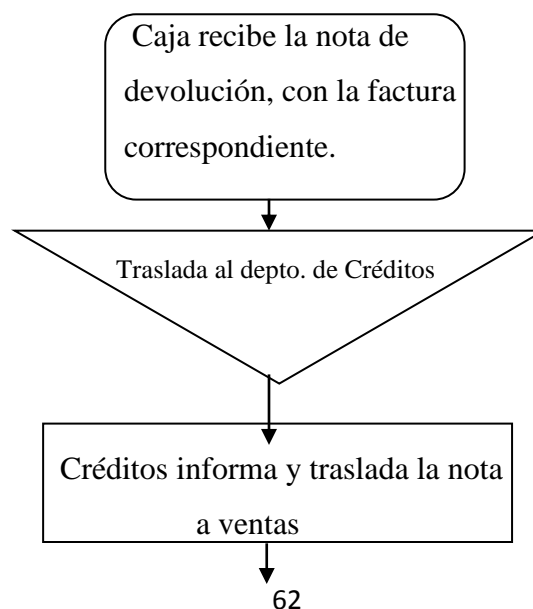 Caja recibe la nota de
devolución, con la factura
correspondiente.
Traslada al depto. de Créditos
Créditos informa y traslada la nota
a ventas
62